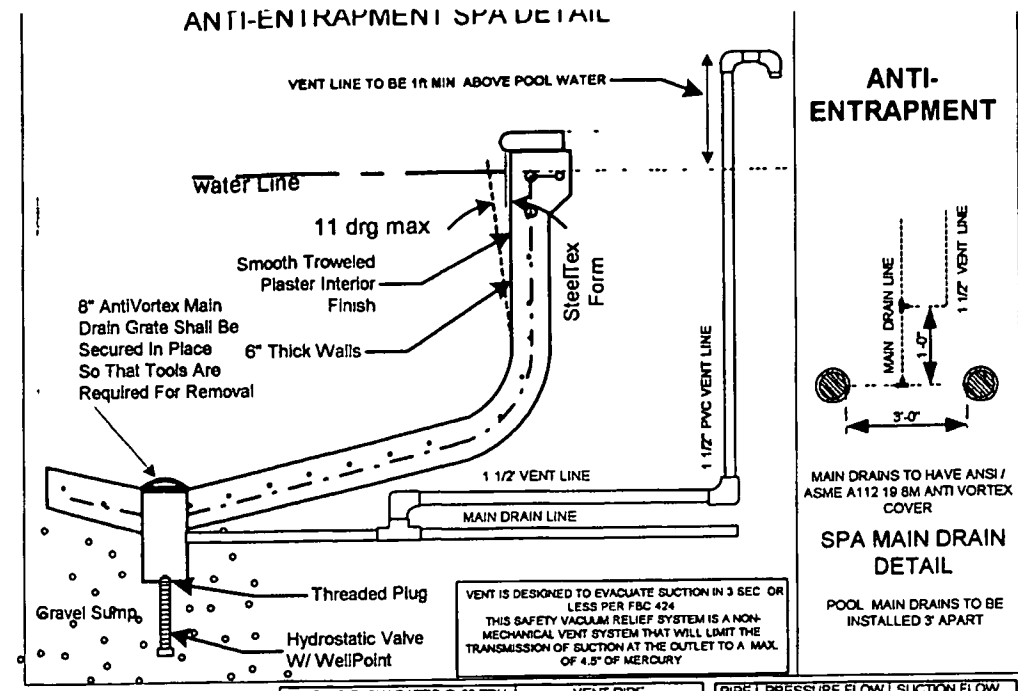 ANTI-ENTRAPMENT SPA DETAIL
VENT LINE TO BE 1ft MIN ABOVE POOL WATER
water Line
11 drg max
Smooth Troweled
Plaster Interior
Finish
SteelTex
Form
8" AntiVortex Main
Drain Grate Shall Be
Secured In Place
So That Tools Are
Required For Removal
6" Thick Walls
1 1/2" PVC VENT LINE
1 1/2' VENT LINE
MAIN DRAIN LINE
Threaded Plug
Gravel Sump
Hydrostatic Valve
W/ WellPoint
VENT IS DESIGNED TO EVACUATE SUCTION IN 3 SEC OR
LESS PER FBC 424
THIS SAFETY VACUUM RELIEF SYSTEM IS A NON-
MECHANICAL VENT SYSTEM THAT WILL LIMIT THE
TRANSMISSION OF SUCTION AT THE OUTLET TO A MAX.
OF 4.5" OF MERCURY
ANTI-
ENTRAPMENT
MAIN DRAIN LINE
1 1/2" VENT LINE
1'-0"
3'-0"
MAIN DRAINS TO HAVE ANSI /
ASME A112 19 8M ANTI VORTEX
COVER
SPA MAIN DRAIN
DETAIL
POOL MAIN DRAINS TO BE
INSTALLED 3' APART
VENT PIPE
PIPE PRESSURE FLOW SUCTION FLOW